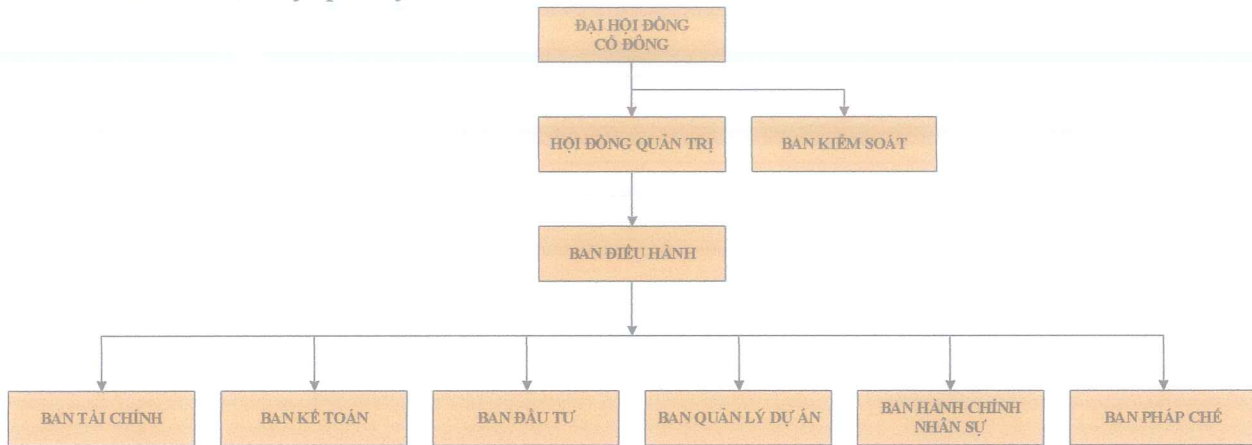 ĐẠI HỘI ĐỒNG
CỔ ĐÔNG
HỘI ĐỒNG QUẢN TRỊ
BAN KIỂM SOÁT
BAN ĐIỀU HÀNH
BAN TÀI CHÍNH
BAN KẾ TOÁN
BAN ĐẦU TƯ
BAN QUẢN LÝ DỰ ÁN
BAN HÀNH CHÍNH
NHÂN SỰ
BAN PHÁP CHẾ